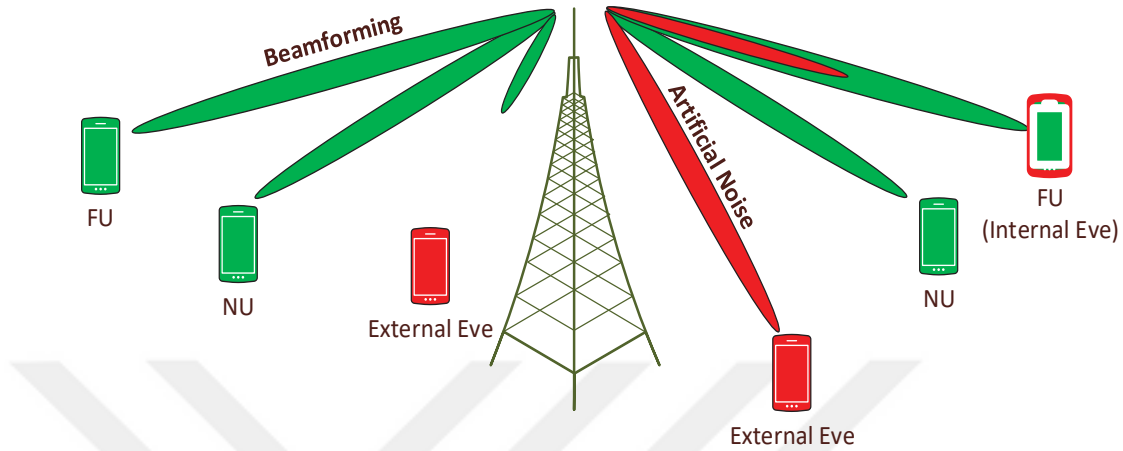 Beamforming
Artificial Noise
FU
NU
External Eve
External Eve
NU
FU
(Internal Eve)